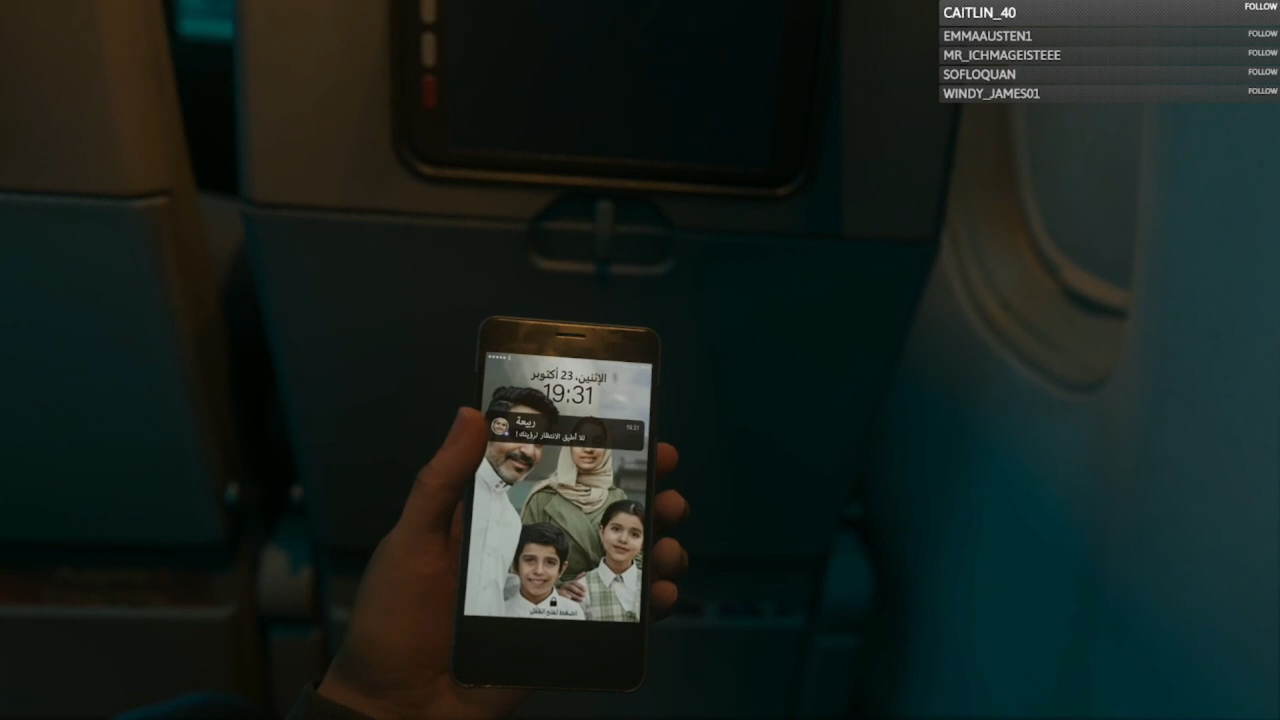 CAITLIN_40 FOLLOW
EMMAAUSTEN1 FOLLOW
MR_ICHMAGEISTEEE FOLLOW
SOFLOQUAN FOLLOW
WINDY_JAMES01 FOLLOW
الإثنين، 23 أكتوبر
19:31
ربيعة 19:31
لا أطيق الانتظار لرؤيتك!
اضغط لفتح القفل